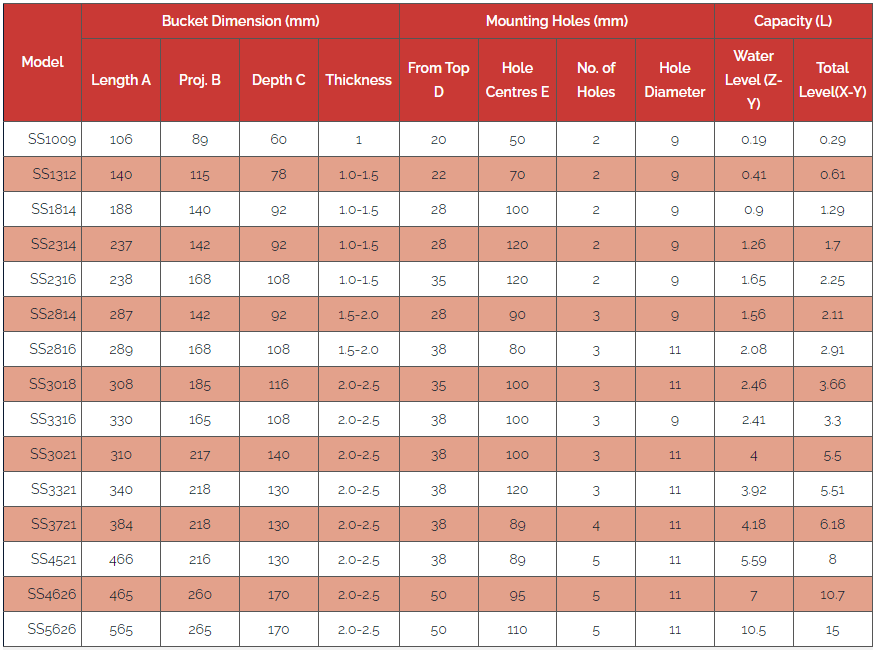 Bucket Dimension (mm) Mounting Holes (mm) Capacity (L)
Model Length A Proj. B Depth C Thickness From Top D Hole Centres E No. of Holes Hole Diameter Water Level (Z-Y) Total Level(X-Y)
SS1009 106 89 60 1 20 50 2 9 0.19 0.29
SS1312 140 115 78 1.0-1.5 22 70 2 9 0.41 0.61
SS1814 188 140 92 1.0-1.5 28 100 2 9 0.9 1.29
SS2314 237 142 92 1.0-1.5 28 120 2 9 1.26 1.7
SS2316 238 168 108 1.0-1.5 35 120 2 9 1.65 2.25
SS2814 287 142 92 1.5-2.0 28 90 3 9 1.56 2.11
SS2816 289 168 108 1.5-2.0 38 80 3 11 2.08 2.91
SS3018 308 185 116 2.0-2.5 35 100 3 11 2.46 3.66
SS3316 330 165 108 2.0-2.5 38 100 3 9 2.41 3.3
SS3021 310 217 140 2.0-2.5 38 100 3 11 4 5.5
SS3321 340 218 130 2.0-2.5 38 120 3 11 3.92 5.51
SS3721 384 218 130 2.0-2.5 38 89 4 11 4.18 6.18
SS4521 466 216 130 2.0-2.5 38 89 5 11 5.59 8
SS4626 465 260 170 2.0-2.5 50 95 5 11 7 10.7
SS5626 565 265 170 2.0-2.5 50 110 5 11 10.5 15